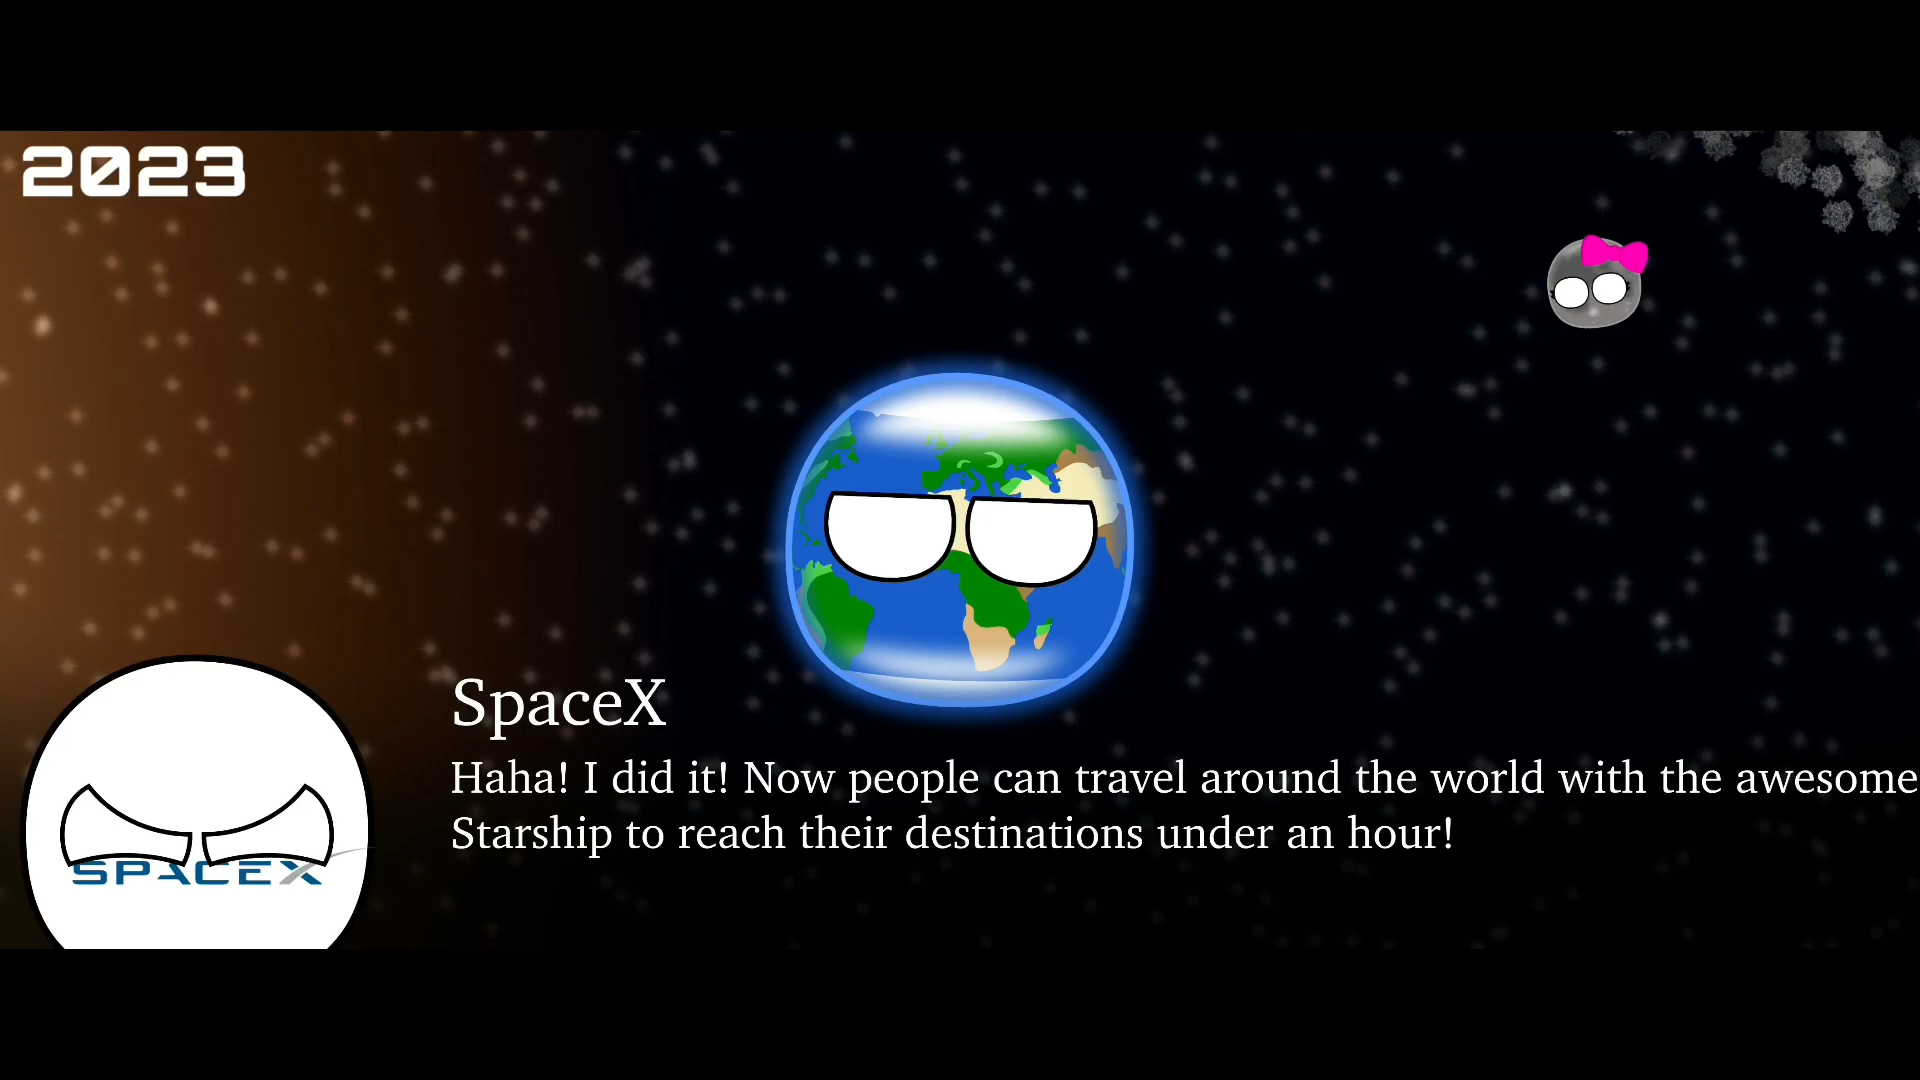 2023
SpaceX
Haha! I did it! Now people can travel around the world with the awesome
Starship to reach their destinations under an hour!
SPACEX